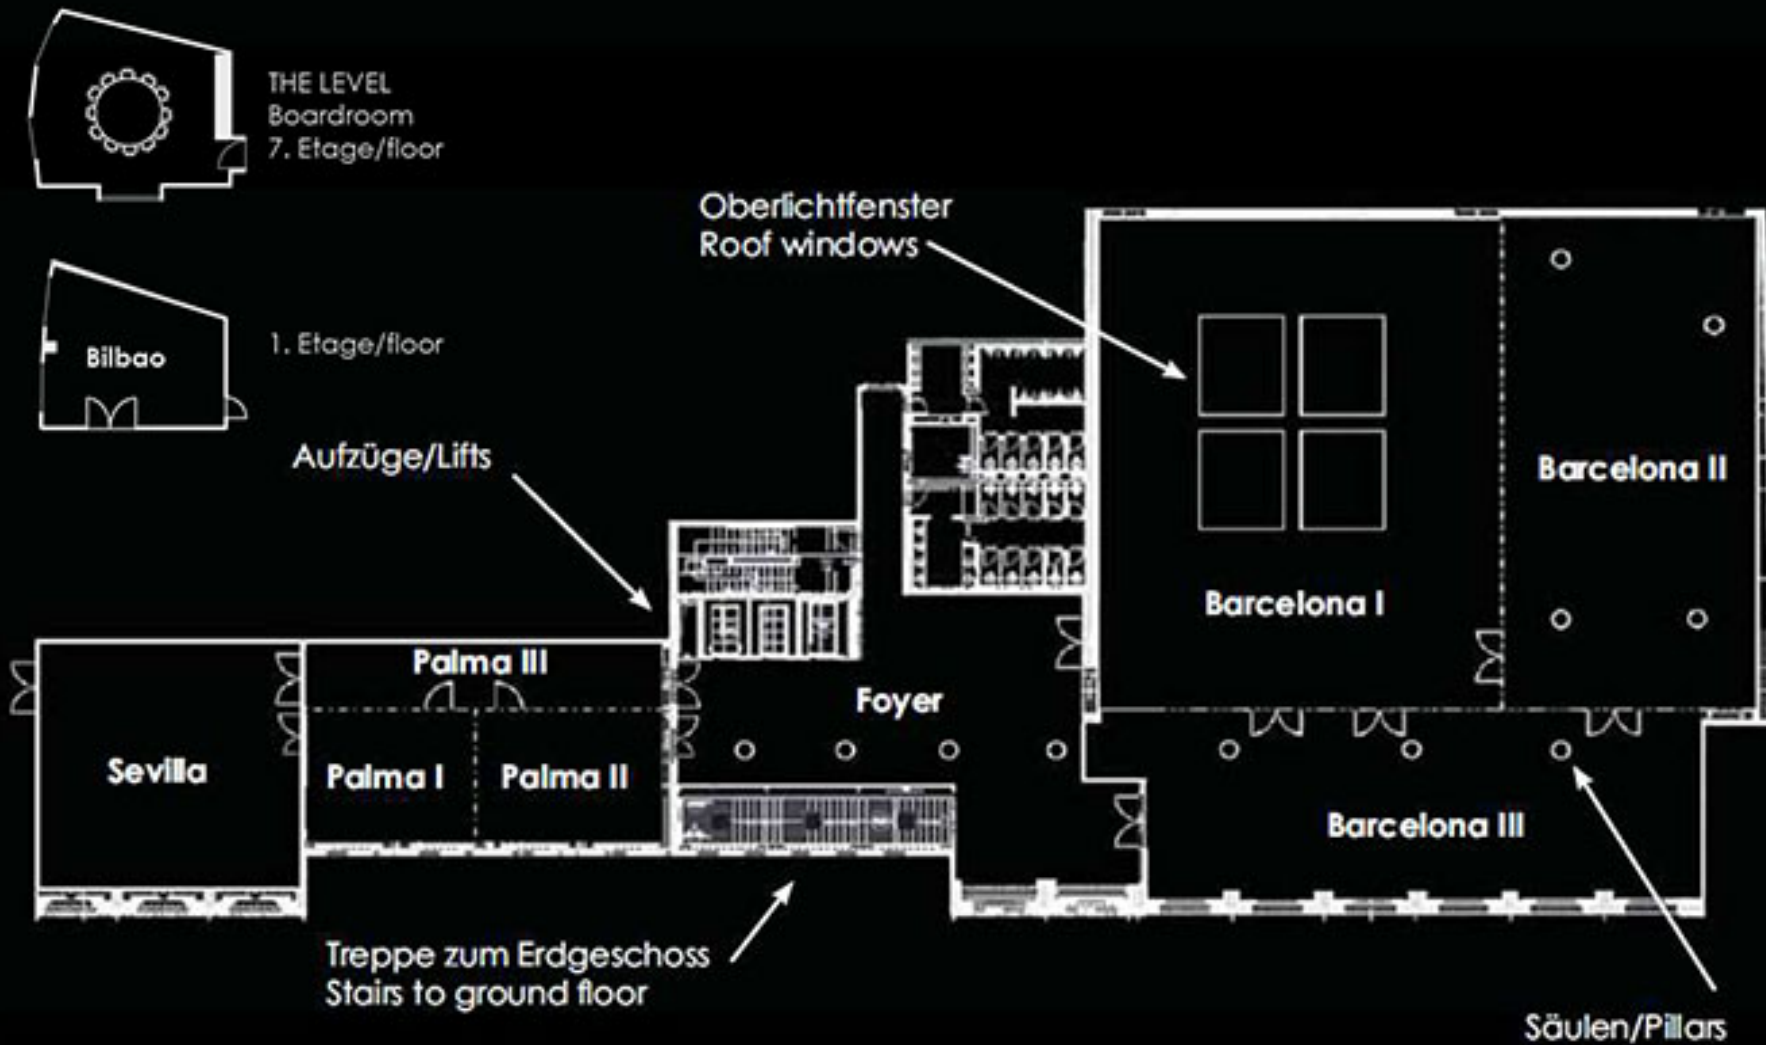 THE LEVEL
Boardroom
7. Etage/floor
Oberlichtfenster
Roof windows
Bilbao
1. Etage/floor
Aufzüge/Lifts
Barcelona II
Barcelona I
Palma III
Foyer
Sevilla
Palma I
Palma II
Barcelona III
Treppe zum Erdgeschoss
Stairs to ground floor
Säulen/Pillars